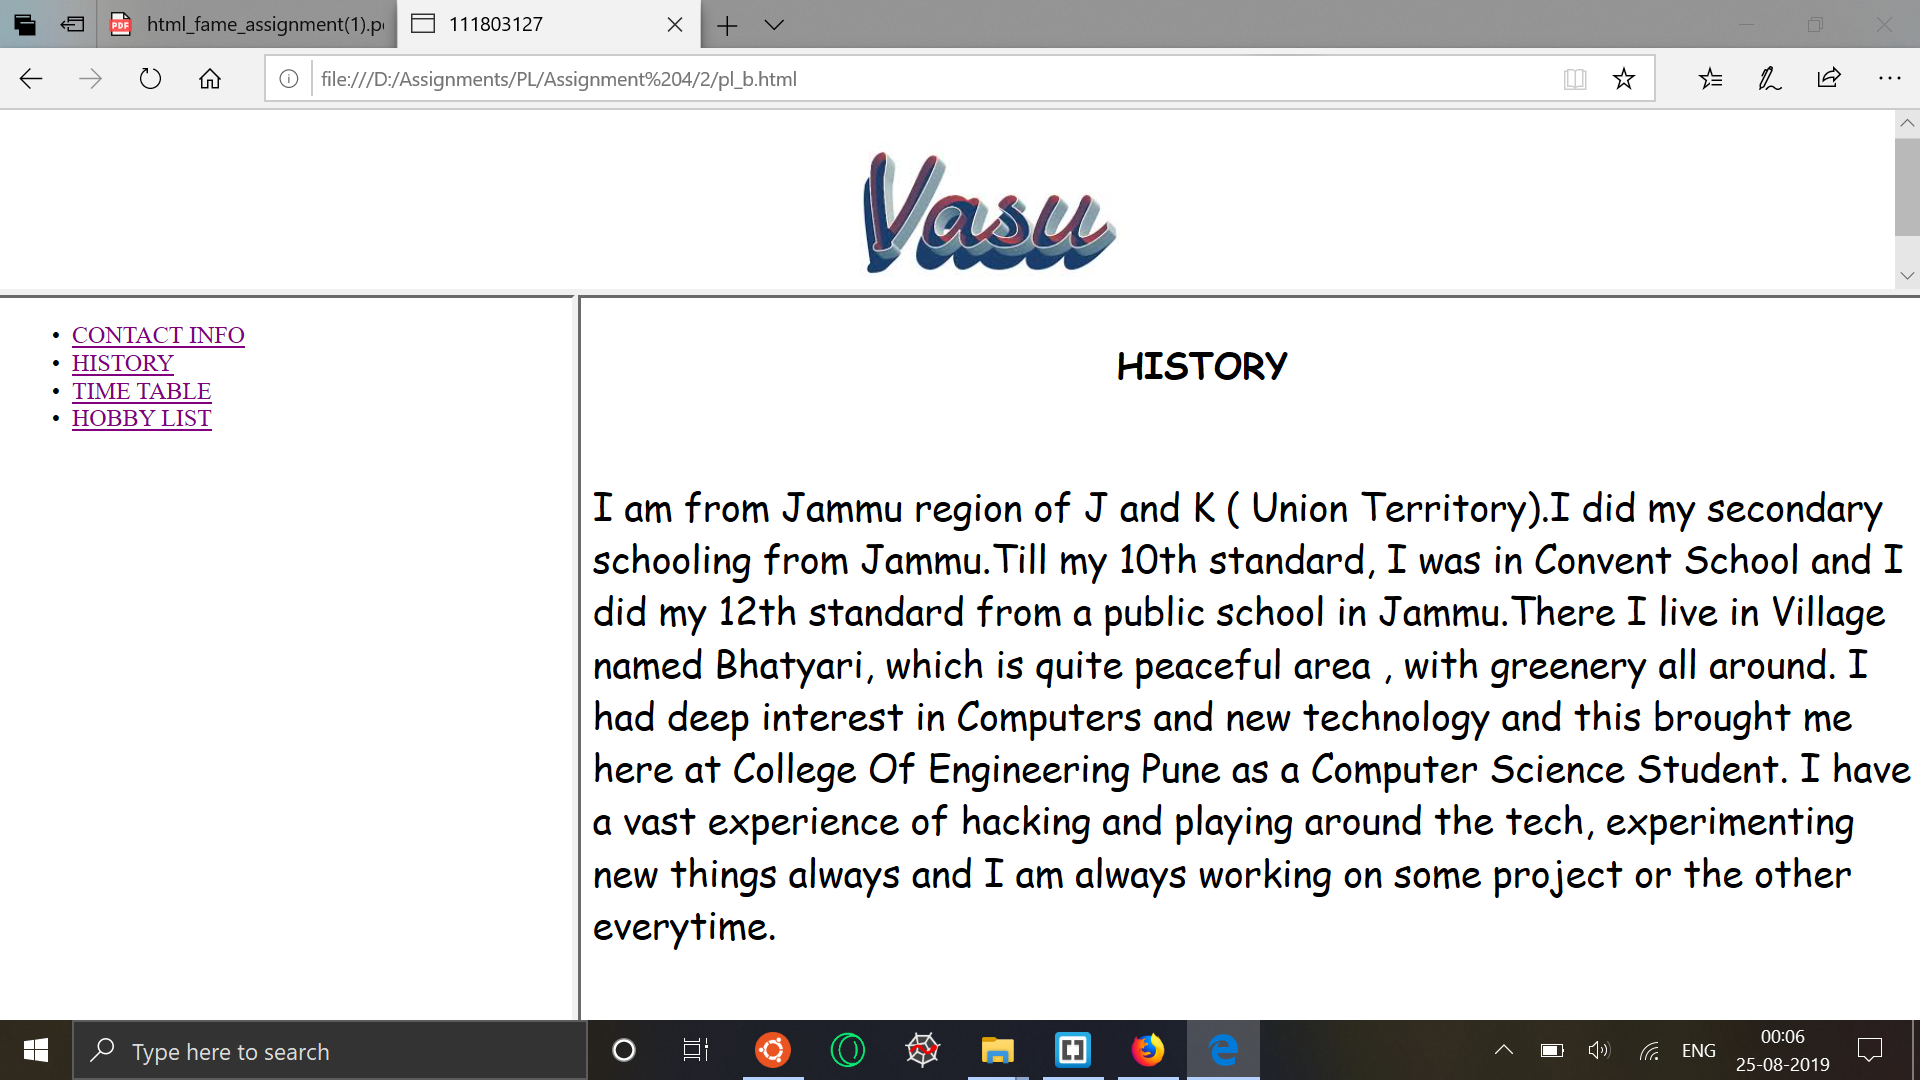 html_fame_assignment(1).p
111803127
file:///D:/Assignments/PL/Assignment%204/2/pl_b.html
Vasu
• CONTACT INFO
• HISTORY
• TIME TABLE
• HOBBY LIST
HISTORY
I am from Jammu region of J and K ( Union Territory).I did my secondary
schooling from Jammu.Till my 10th standard, I was in Convent School and I
did my 12th standard from a public school in Jammu.There I live in Village
named Bhatyari, which is quite peaceful area , with greenery all around. I
had deep interest in Computers and new technology and this brought me
here at College Of Engineering Pune as a Computer Science Student. I have
a vast experience of hacking and playing around the tech, experimenting
new things always and I am always working on some project or the other
everytime.
Type here to search
ENG
00:06
25-08-2019